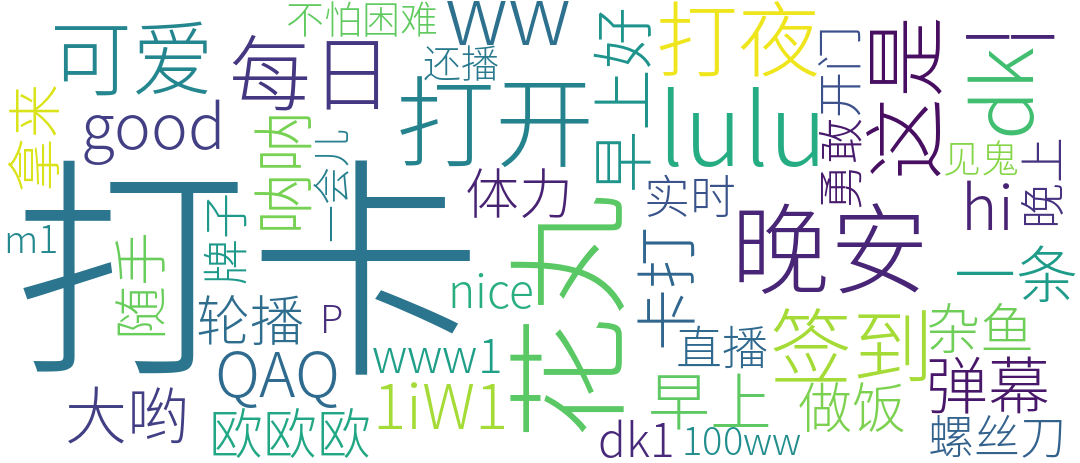 可爱
不怕困难
ww
打夜
每日
还播
打开
早上好
lulu
勇敢弁们
这是
dkl
拿来
good
呐呐
一会儿
牌子
随手
m1
打卡
体力
花丸
实时
卡打
晚安
见鬼
hi
晚上
一条
nice
P
轮播
QAQ
www1
1iW1
大哟
欧欧欧
直播
早上
dk1
100ww
签到
做饭
杂鱼
弹幕
螺丝刀